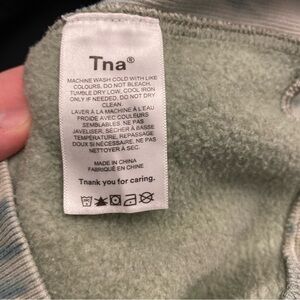 Tna®
MACHINE WASH COLD WITH LIKE
COLOURS, DO NOT BLEACH,
TUMBLE DRY LOW, COOL IRON
ONLY IF NEEDED, DO NOT DRY
CLEAN.
LAVER À LA MACHINE À L'EAU
FROIDE AVEC COULEURS
SEMBLABLES, NE PAS
JAVELISER, SÉCHER À BASSE
TEMPÉRATURE, REPASSAGE
DOUX SI NÉCESSAIRE, NE PAS
NETTOYER À SEC.
MADE IN CHINA
FABRIQUÉ EN CHINE
Thank you for caring.